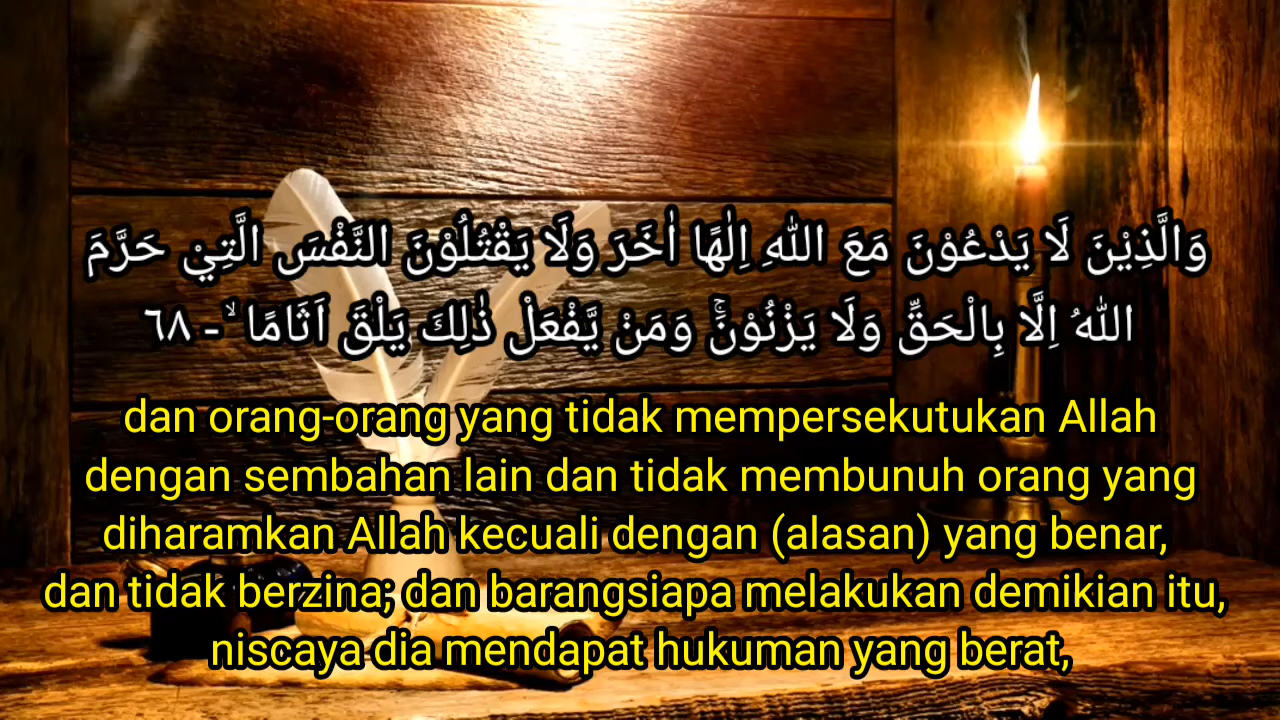 وَالَّذِيْنَ لَا يَدْعُوْنَ مَعَ اللّٰهِ اِلٰهًا اٰخَرَ وَلَا يَقْتُلُوْنَ النَّفْسَ الَّتِيْ حَرَّمَ
اللّٰهُ اِلَّا بِالْحَقِّ وَلَا يَزْنُوْنَۚ وَمَنْ يَّفْعَلْ ذٰلِكَ يَلْقَ اَثَامًا ۙ - ٦٨
dan orang-orang yang tidak mempersekutukan Allah
dengan sembahan lain dan tidak membunuh orang yang
diharamkan Allah kecuali dengan (alasan) yang benar,
dan tidak berzina; dan barangsiapa melakukan demikian itu,
niscaya dia mendapat hukuman yang berat,